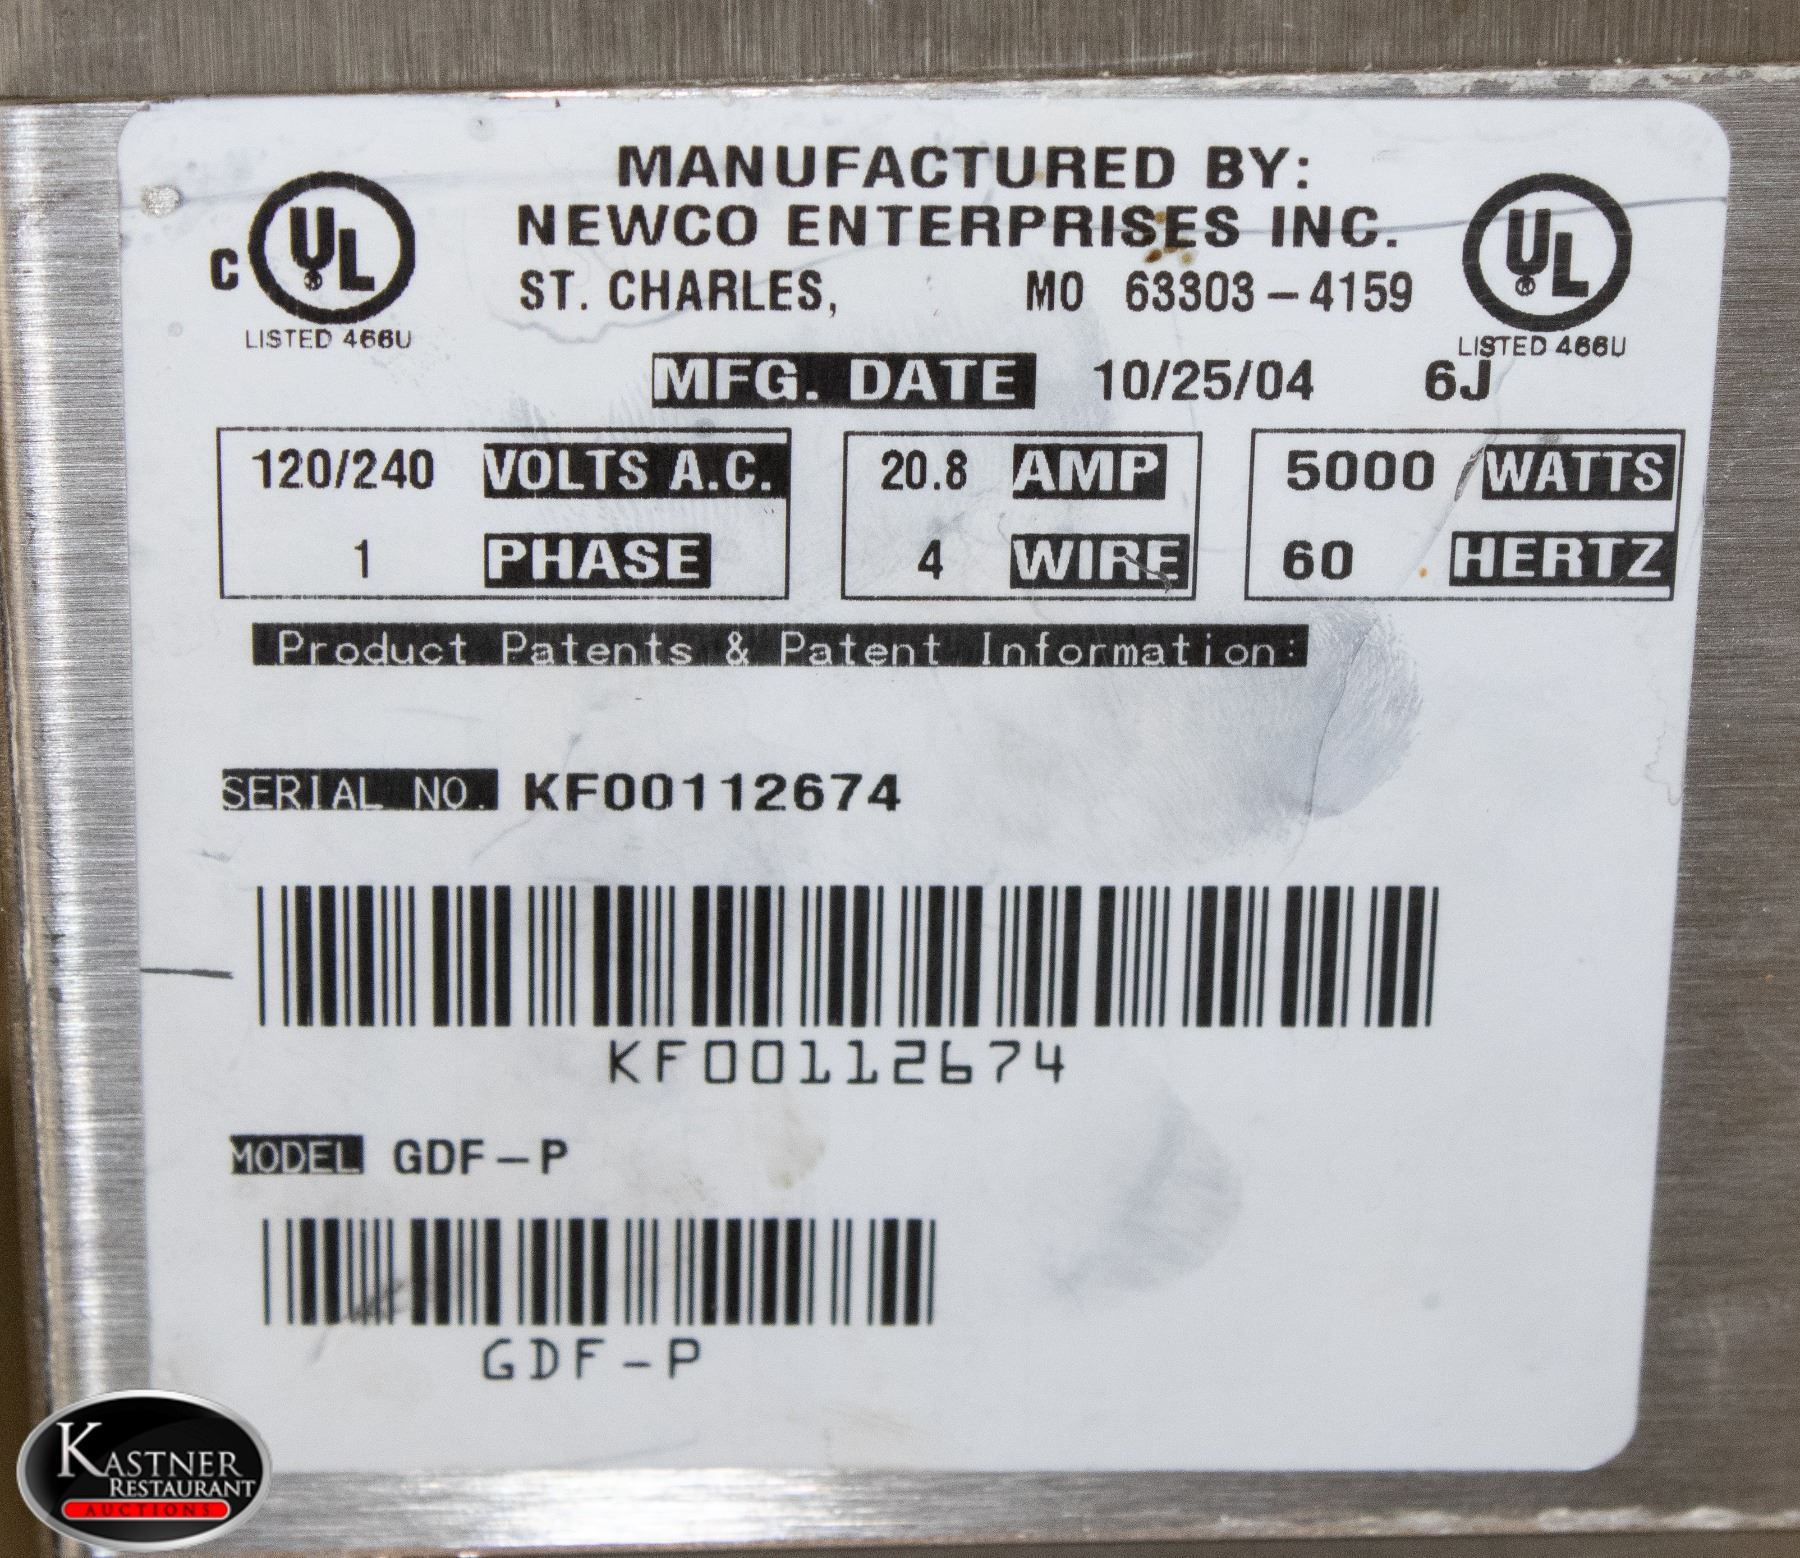 MANUFACTURED BY:
NEWCO ENTERPRISES INC.
ST. CHARLES, MO 63303-4159
C UL
LISTED 466U
UL
LISTED 466U
MFG. DATE 10/25/04 6J
120/240 VOLTS A.C. 20.8 AMP 5000 WATTS
1 PHASE 4 WIRE 60 HERTZ
Product Patents & Patent Information:
SERIAL NO. KF00112674
KF00112674
MODEL GDF-P
GDF-P
KASTNER
RESTAURANT
AUCTIONS